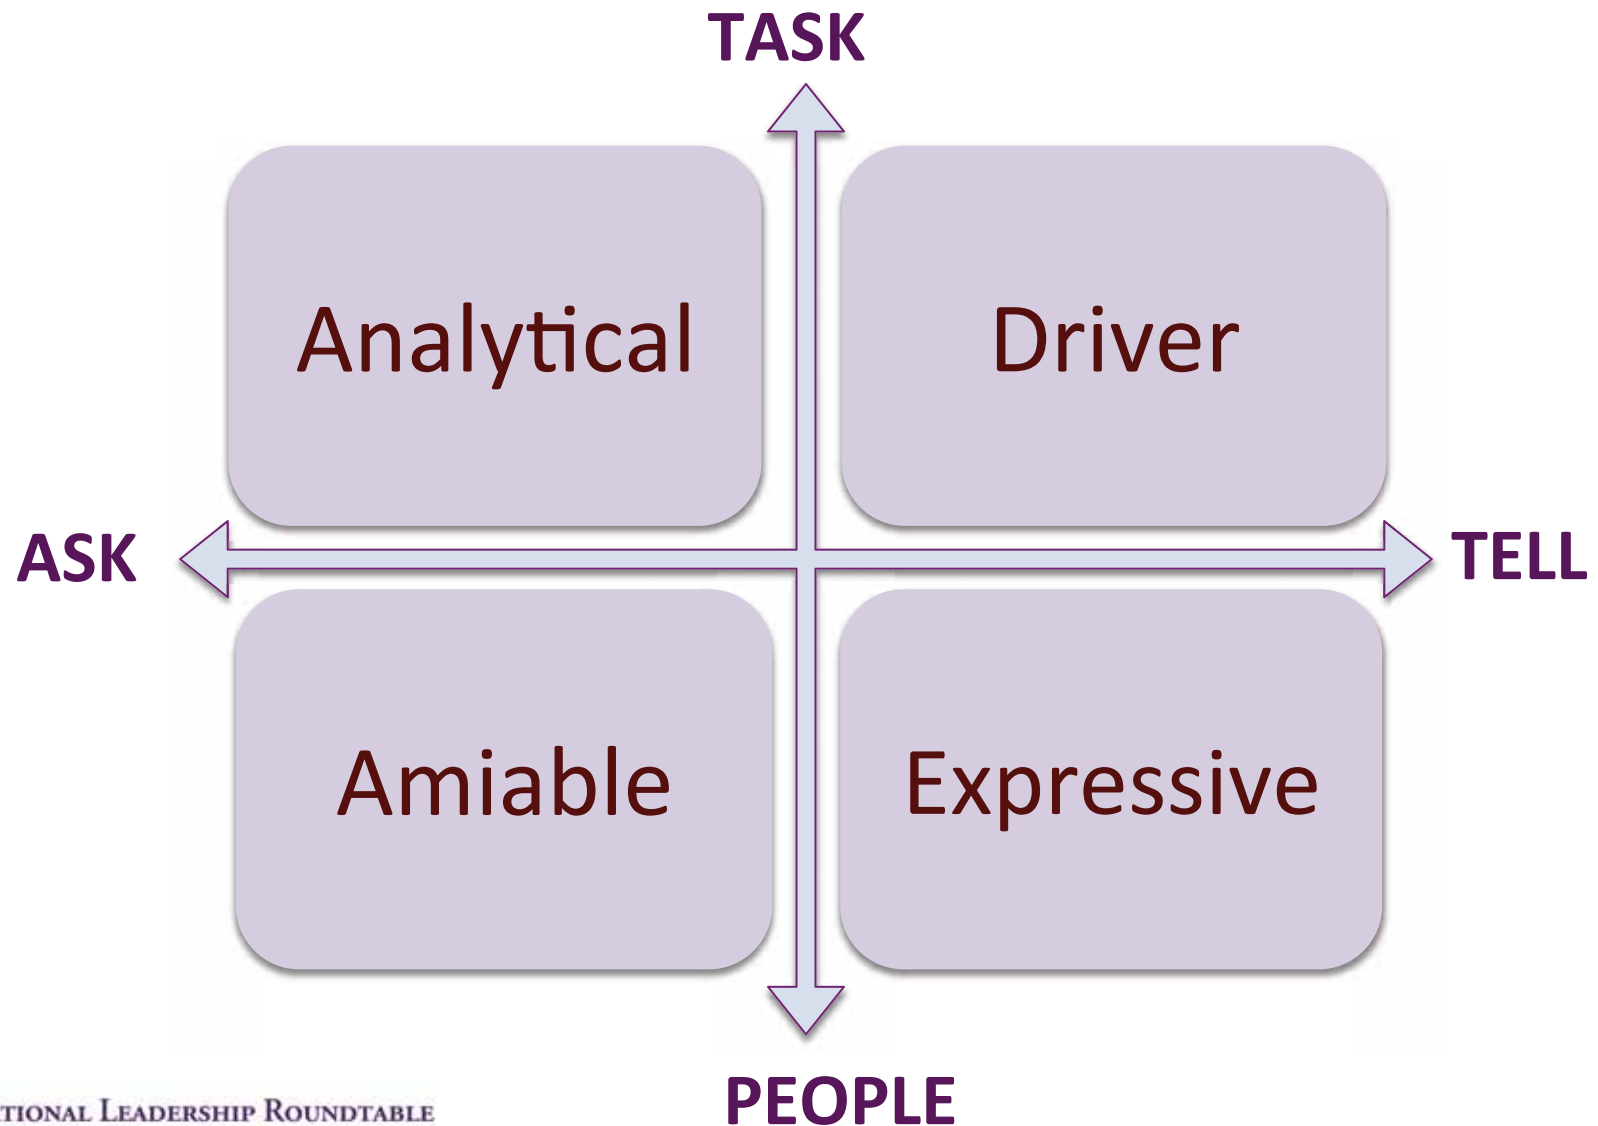 TASK
Analytical
Driver
ASK
TELL
Amiable
Expressive
PEOPLE
TIONAL LEADERSHIP ROUNDTABLE